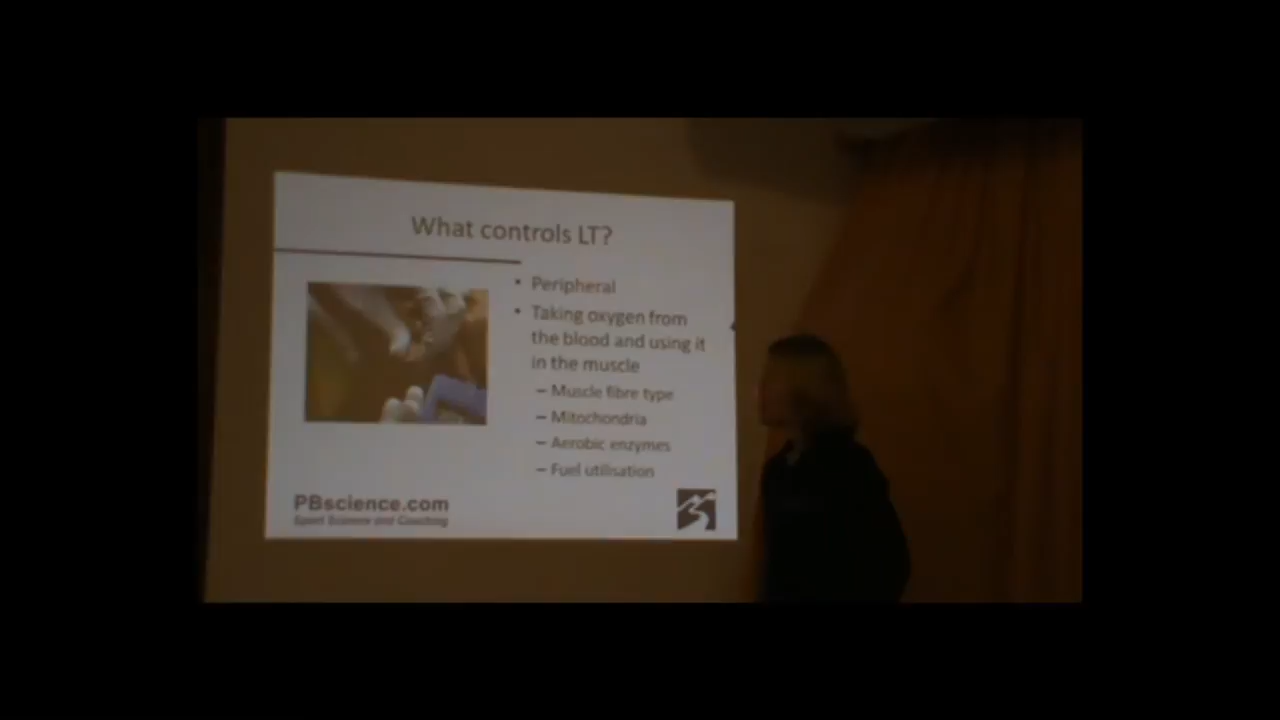 What controls LT?
• Peripheral
• Taking oxygen from
the blood and using it
in the muscle
– Muscle fibre type
– Mitochondria
– Aerobic enzymes
– Fuel utilisation
PBscience.com
Sport Science and Coaching